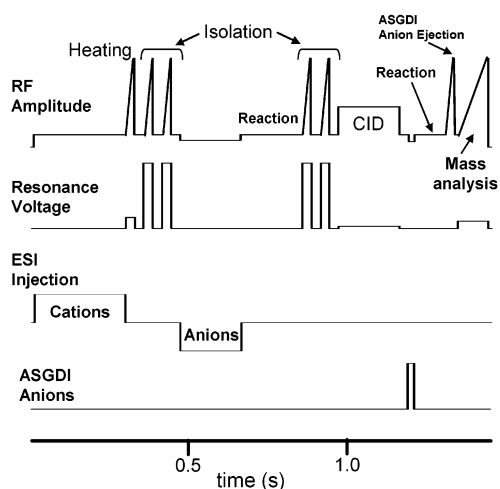 ASGDI
Anion Ejection
Isolation
Heating
Reaction
RF
Amplitude
Reaction
CID
Mass
analysis
Resonance
Voltage
ESI
Injection
Cations
Anions
ASGDI
Anions
0.5
1.0
time (s)